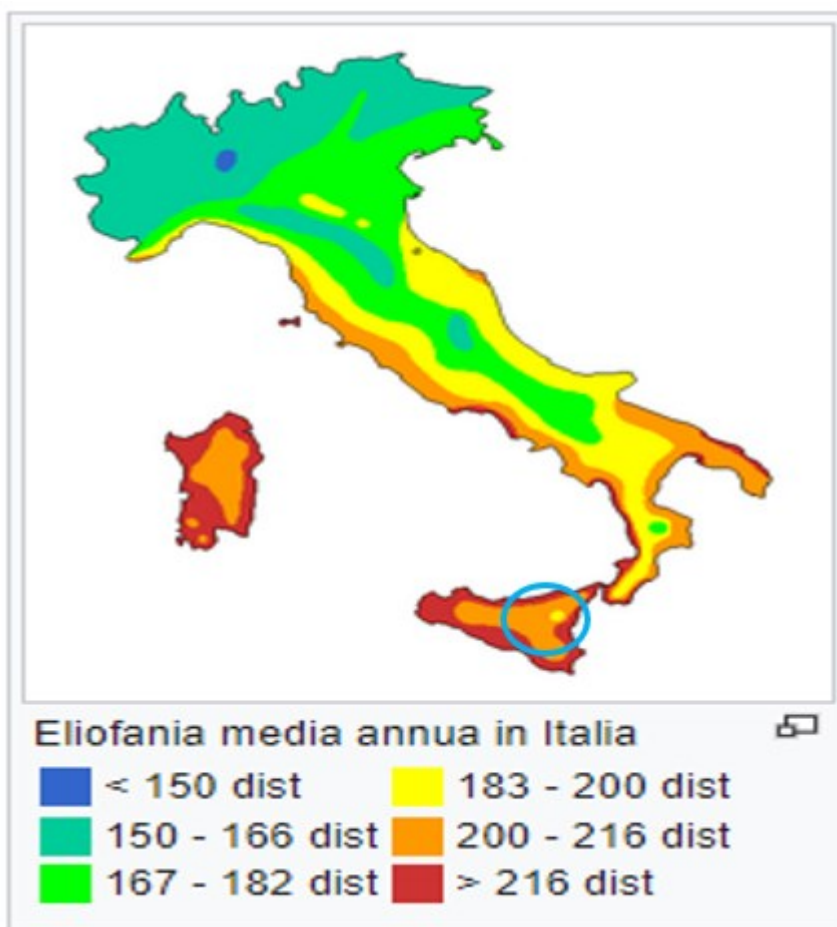 Eliofania media annua in Italia
< 150 dist
150 - 166 dist
167 - 182 dist
183 - 200 dist
200 - 216 dist
> 216 dist